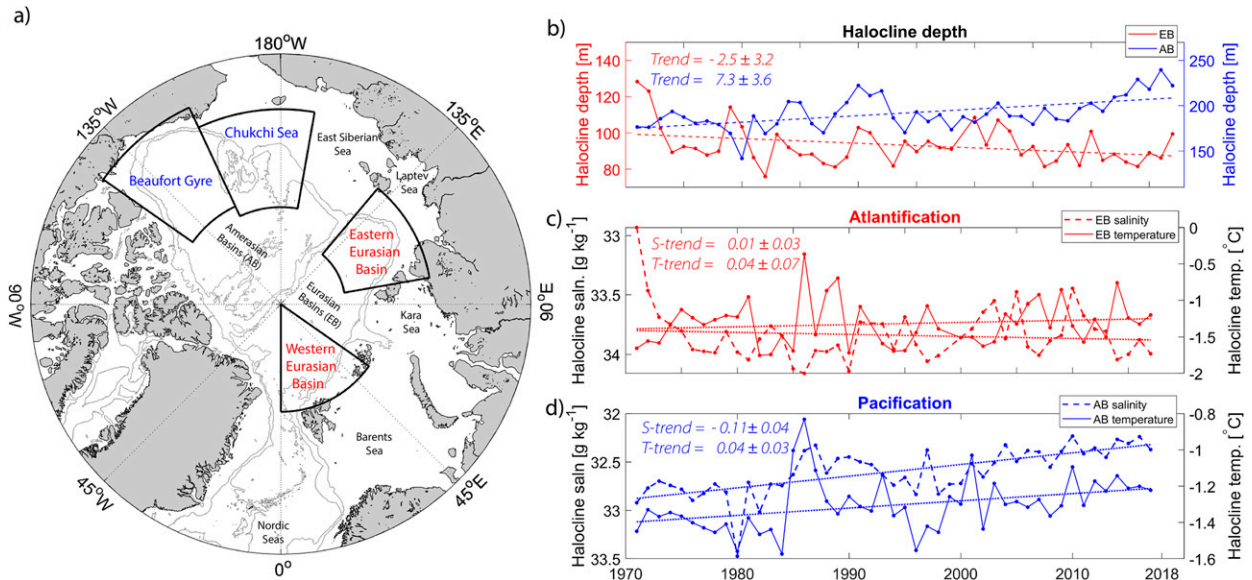 a)
180°W
135°W
135°E
Chukchi Sea
East Siberian
Sea
Laptev
Sea
Beaufort Gyre
Amerasian
Basins (AB)
Eastern
Eurasian
Basin
Eurasian
Basins (EB)
90°W
90°E
Kara
Sea
Western
Eurasian
Basin
Barents
Sea
45°W
45°E
Nordic
Seas
0°
b)
Halocline depth
EB
AB
Trend = - 2.5 ± 3.2
Trend = 7.3 ± 3.6
Halocline depth [m]
140
120
100
80
Halocline depth [m]
250
200
150
c)
Atlantification
EB salinity
EB temperature
S-trend = 0.01 ± 0.03
T-trend = 0.04 ± 0.07
Halocline saln. [g kg⁻¹]
33
33.5
34
Halocline temp. [°C]
0
-0.5
-1
-1.5
-2
d)
Pacification
AB salinity
AB temperature
S-trend = - 0.11± 0.04
T-trend = 0.04 ± 0.03
Halocline saln. [g kg⁻¹]
32
32.5
33
33.5
Halocline temp. [°C]
-0.8
-1
-1.2
-1.4
-1.6
1970 1980 1990 2000 2010 2018